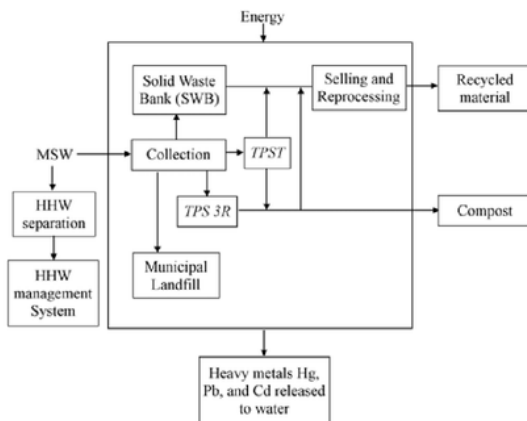 Energy
Solid Waste
Bank (SWB)
Selling and
Reprocessing
Recycled
material
MSW
Collection
TPST
HHW
separation
TPS 3R
Compost
HHW
management
System
Municipal
Landfill
Heavy metals Hg,
Pb, and Cd released
to water